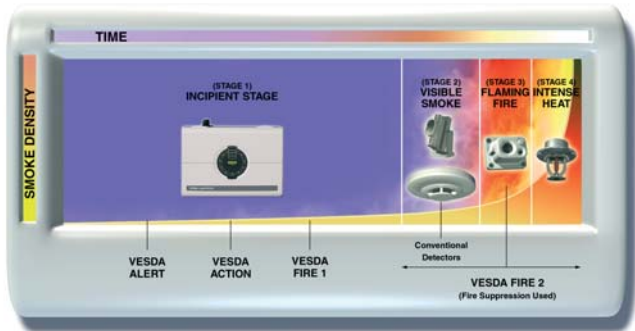 TIME
SMOKE DENSITY
(STAGE 1)
INCIPIENT STAGE
(STAGE 2)
VISIBLE
SMOKE
(STAGE 3)
FLAMING
FIRE
(STAGE 4)
INTENSE
HEAT
VESDA
ALERT
VESDA
ACTION
VESDA
FIRE 1
Conventional
Detectors
VESDA FIRE 2
(Fire Suppression Used)